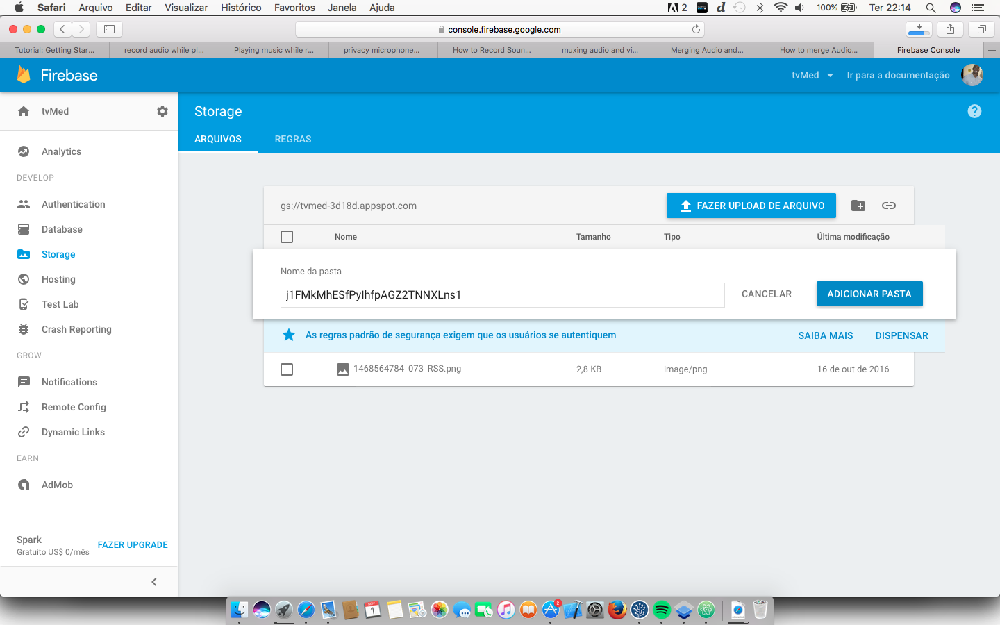 Safari Arquivo Editar Visualizar Histórico Favoritos Janela Ajuda 2 100% Ter 22:14
console.firebase.google.com
Tutorial: Getting Star... record audio while pl... Playing music while r... privacy microphone... How to Record Soun... muxing audio and vi... Merging Audio and... How to merge Audio... Firebase Console
Firebase tvMed Ir para a documentação
tvMed
Storage
ARQUIVOS REGRAS
Analytics
DEVELOP
Authentication
Database
Storage
Hosting
Test Lab
Crash Reporting
GROW
Notifications
Remote Config
Dynamic Links
EARN
AdMob
Spark
Gratuito US$ 0/mês
FAZER UPGRADE
gs://tvmed-3d18d.appspot.com FAZER UPLOAD DE ARQUIVO
Nome Tamanho Tipo Última modificação
Nome da pasta
j1FMkMhESfPyIhfpAGZ2TNNXLns1 CANCELAR ADICIONAR PASTA
As regras padrão de segurança exigem que os usuários se autentiquem SAIBA MAIS DISPENSAR
1468564784_073_RSS.png 2,8 KB image/png 16 de out de 2016
NOV
1
2